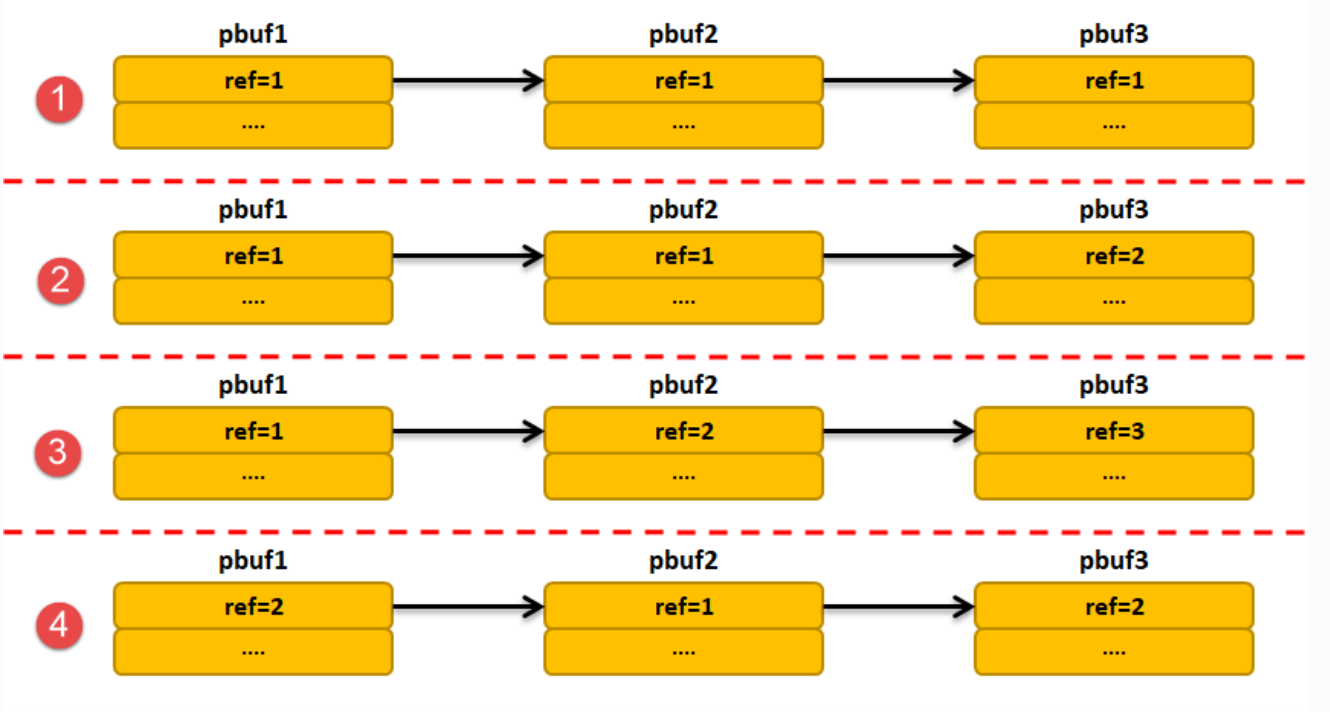 pbuf1 pbuf2 pbuf3
1 ref=1 ref=1 ref=1
.... .... ....
pbuf1 pbuf2 pbuf3
2 ref=1 ref=1 ref=2
.... .... ....
pbuf1 pbuf2 pbuf3
3 ref=1 ref=2 ref=3
.... .... ....
pbuf1 pbuf2 pbuf3
4 ref=2 ref=1 ref=2
.... .... ....